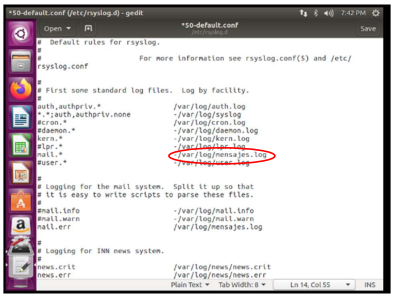 *50-default.conf (/etc/rsyslog.d) - gedit
7:42 PM
Open
*50-default.conf
/etc/rsyslog.d
Save
#  Default rules for rsyslog.
#
#                       For more information see rsyslog.conf(5) and /etc/
rsyslog.conf
#
# First some standard log files.  Log by facility.
#
auth,authpriv.*                 /var/log/auth.log
*.*;auth,authpriv.none          -/var/log/syslog
#cron.*                         /var/log/cron.log
#daemon.*                       -/var/log/daemon.log
kern.*                          -/var/log/kern.log
#lpr.*                          -/var/log/lpr.log
mail.*                          -/var/log/mensajes.log
#user.*                         -/var/log/user.log
#
# Logging for the mail system.  Split it up so that
# it is easy to write scripts to parse these files.
#
#mail.info                      -/var/log/mail.info
#mail.warn                      -/var/log/mail.warn
mail.err                        /var/log/mensajes.log
#
# Logging for INN news system.
#
news.crit                       /var/log/news/news.crit
news.err                        /var/log/news/news.err
Plain Text
Tab Width: 8
Ln 14, Col 55
INS